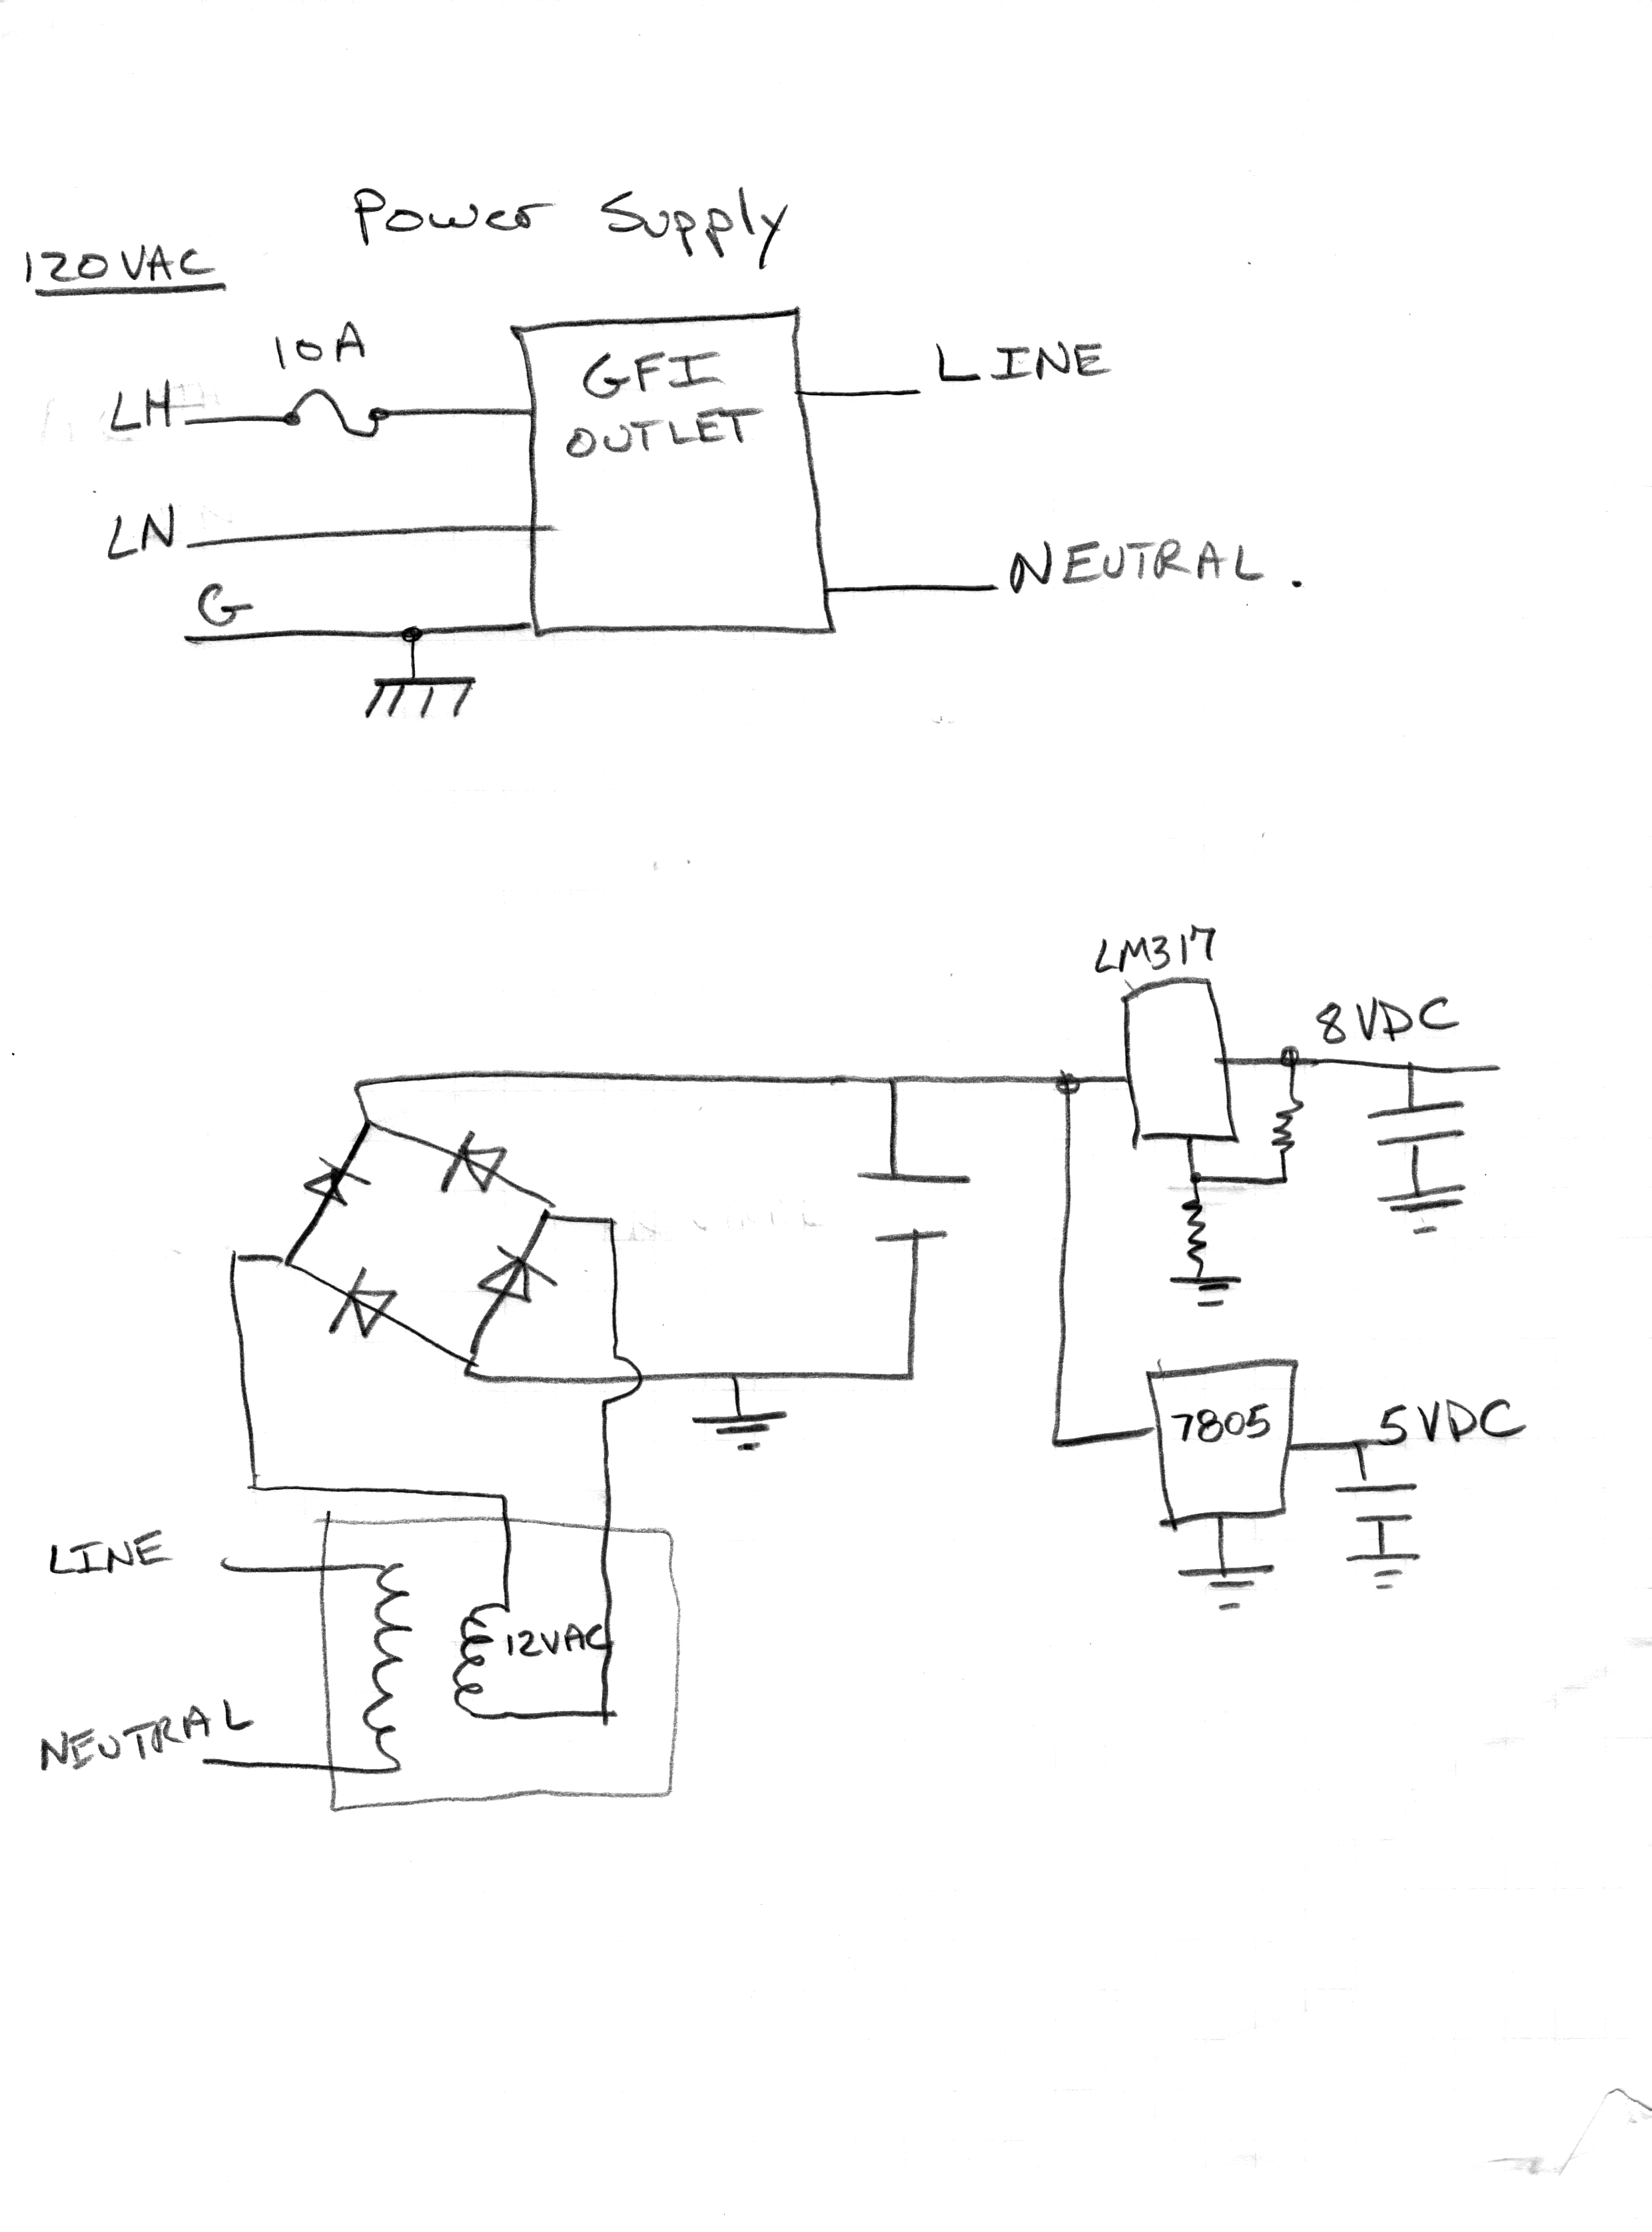 Power Supply
120VAC
10A
LH
GFI
OUTLET
LINE
LN
NEUTRAL.
G
LM317
8VDC
7805
5VDC
LINE
12VAC
NEUTRAL